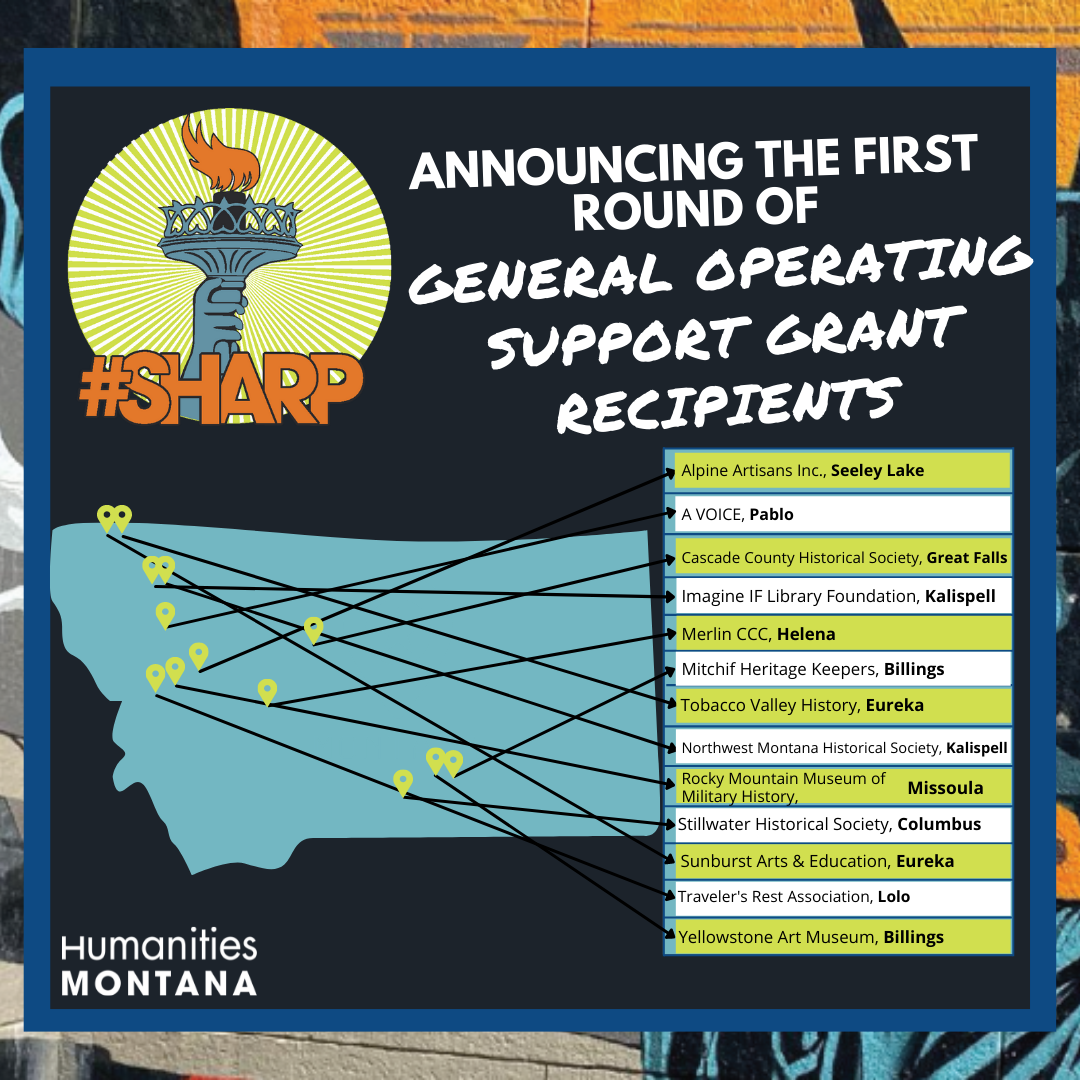 ANNOUNCING THE FIRST
ROUND OF
GENERAL OPERATING
SUPPORT GRANT
RECIPIENTS
#SHARP
Alpine Artisans Inc., Seeley Lake
A VOICE, Pablo
Cascade County Historical Society, Great Falls
Imagine IF Library Foundation, Kalispell
Merlin CCC, Helena
Mitchif Heritage Keepers, Billings
Tobacco Valley History, Eureka
Northwest Montana Historical Society, Kalispell
Rocky Mountain Museum of
Military History, Missoula
Stillwater Historical Society, Columbus
Sunburst Arts & Education, Eureka
Traveler's Rest Association, Lolo
Yellowstone Art Museum, Billings
Humanities
MONTANA